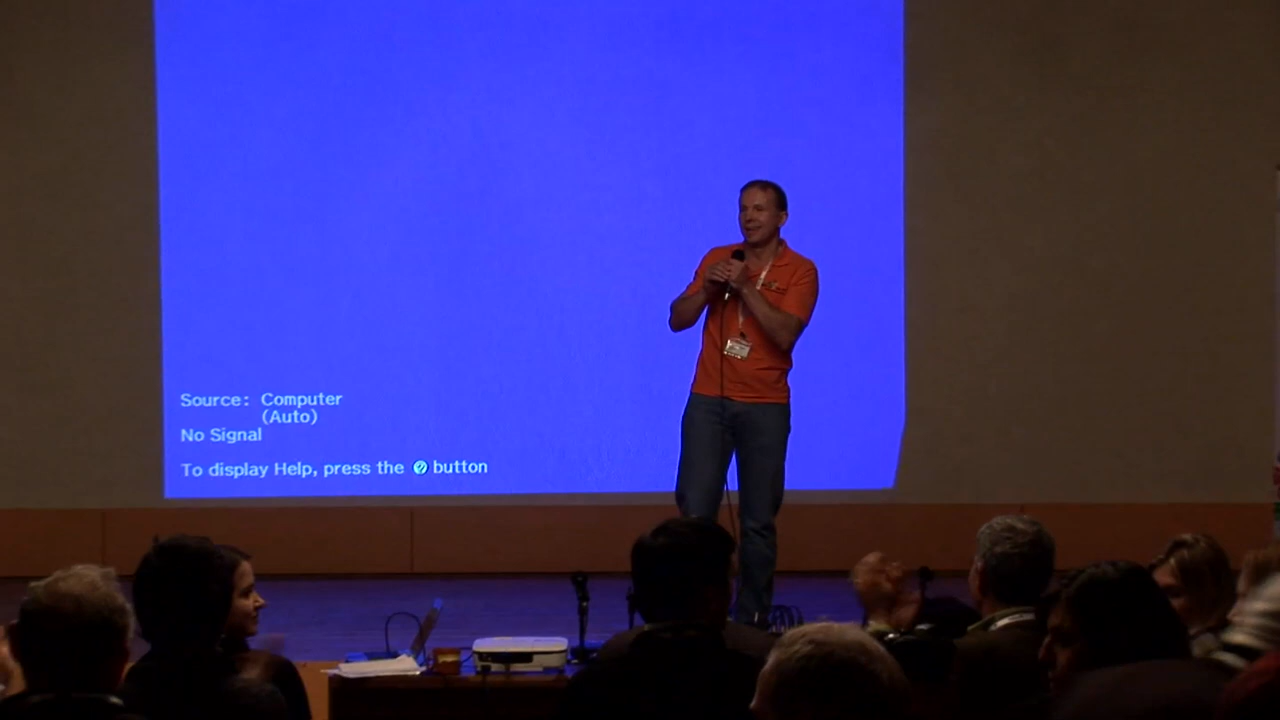 Source: Computer
(Auto)
No Signal
To display Help, press the button